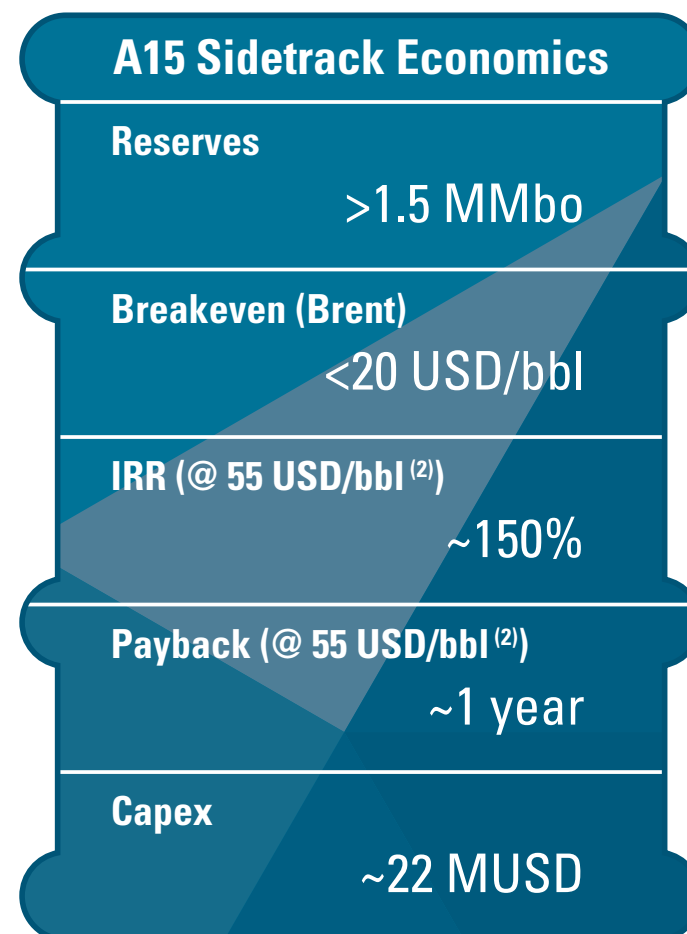 A15 Sidetrack Economics
Reserves
>1.5 MMbo
Breakeven (Brent)
<20 USD/bbl
IRR (@ 55 USD/bbl (2))
~150%
Payback (@ 55 USD/bbl (2))
~1 year
Capex
~22 MUSD